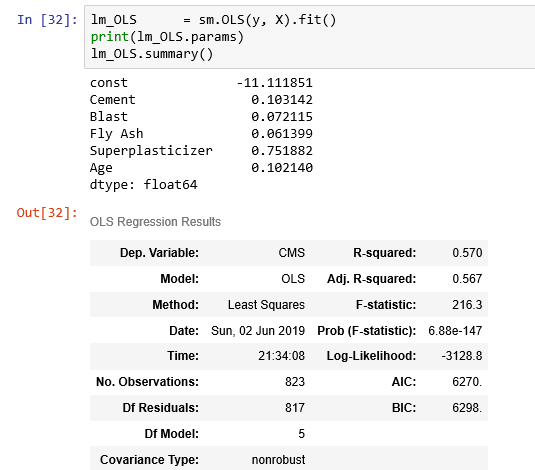 In [32]: lm_OLS      = sm.OLS(y, X).fit()
print(lm_OLS.params)
lm_OLS.summary()
const -11.111851
Cement 0.103142
Blast 0.072115
Fly Ash 0.061399
Superplasticizer 0.751882
Age 0.102140
dtype: float64
Out[32]:
OLS Regression Results
Dep. Variable: CMS R-squared: 0.570
Model: OLS Adj. R-squared: 0.567
Method: Least Squares F-statistic: 216.3
Date: Sun, 02 Jun 2019 Prob (F-statistic): 6.88e-147
Time: 21:34:08 Log-Likelihood: -3128.8
No. Observations: 823 AIC: 6270.
Df Residuals: 817 BIC: 6298.
Df Model: 5
Covariance Type: nonrobust